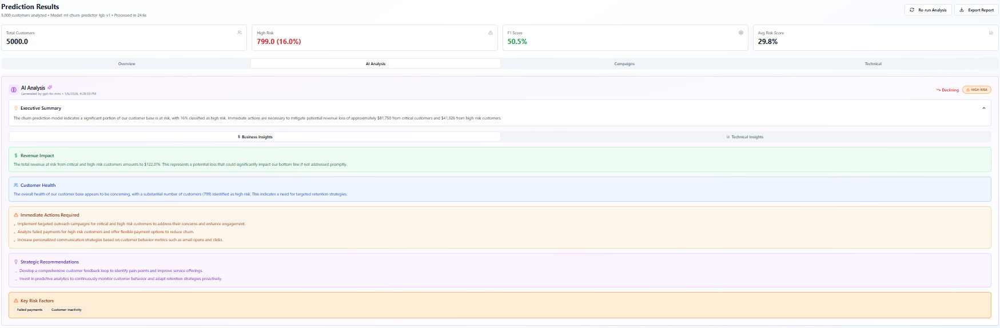 Prediction Results
5,000 customers analyzed • Model: ml-churn-predictor-lgb-v1 • Processed in 24.6s
Re-run Analysis
Export Report
Total Customers
5000.0
High Risk
799.0 (16.0%)
F1 Score
50.5%
Avg Risk Score
29.8%
Overview
AI Analysis
Campaigns
Technical
AI Analysis
Generated by gpt-4o-mini • 1/6/2026, 4:28:39 PM
Declining
HIGH RISK
Executive Summary
The churn prediction model indicates a significant portion of our customer base is at risk, with 16% classified as high risk. Immediate actions are necessary to mitigate potential revenue loss of approximately $81,750 from critical customers and $41,326 from high-risk customers.
$ Business Insights
Technical Insights
$ Revenue Impact
The total revenue at risk from critical and high-risk customers amounts to $122,076. This represents a potential loss that could significantly impact our bottom line if not addressed promptly.
Customer Health
The overall health of our customer base appears to be concerning, with a substantial number of customers (799) identified as high risk. This indicates a need for targeted retention strategies.
Immediate Actions Required
• Implement targeted outreach campaigns for critical and high-risk customers to address their concerns and enhance engagement.
• Analyze failed payments for high-risk customers and offer flexible payment options to reduce churn.
• Increase personalized communication strategies based on customer behavior metrics such as email opens and clicks.
Strategic Recommendations
→ Develop a comprehensive customer feedback loop to identify pain points and improve service offerings.
→ Invest in predictive analytics to continuously monitor customer behavior and adapt retention strategies proactively.
Key Risk Factors
Failed payments
Customer inactivity